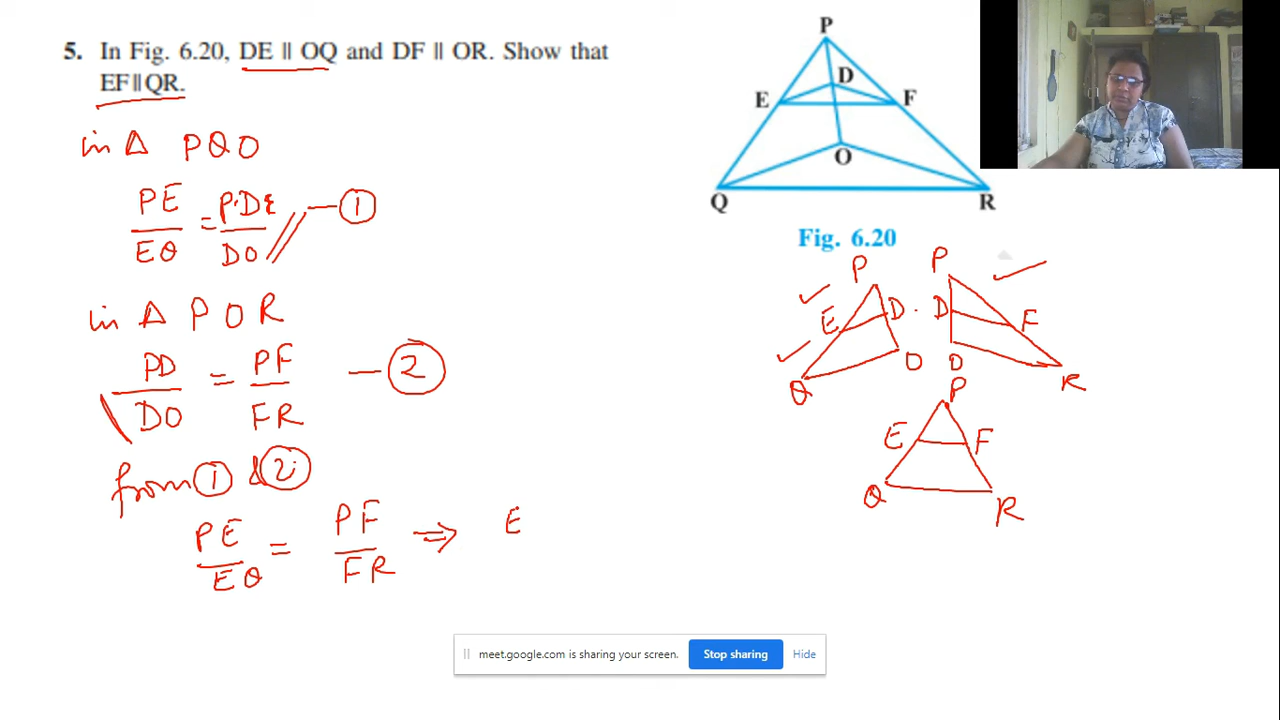 5. In Fig. 6.20, DE || OQ and DF || OR. Show that
EF || QR.
in Δ PQO
PE/EQ = P.DE/DO // — ①
in Δ POR
PD/DO = PF/FR — ②
from ① & ②
PE/EQ = PF/FR ⇒ E
P
D
E
F
O
Q
R
Fig. 6.20
P
E
D.
Q
O
P
D
F
O
R
P
E
F
Q
R
meet.google.com is sharing your screen.
Stop sharing
Hide